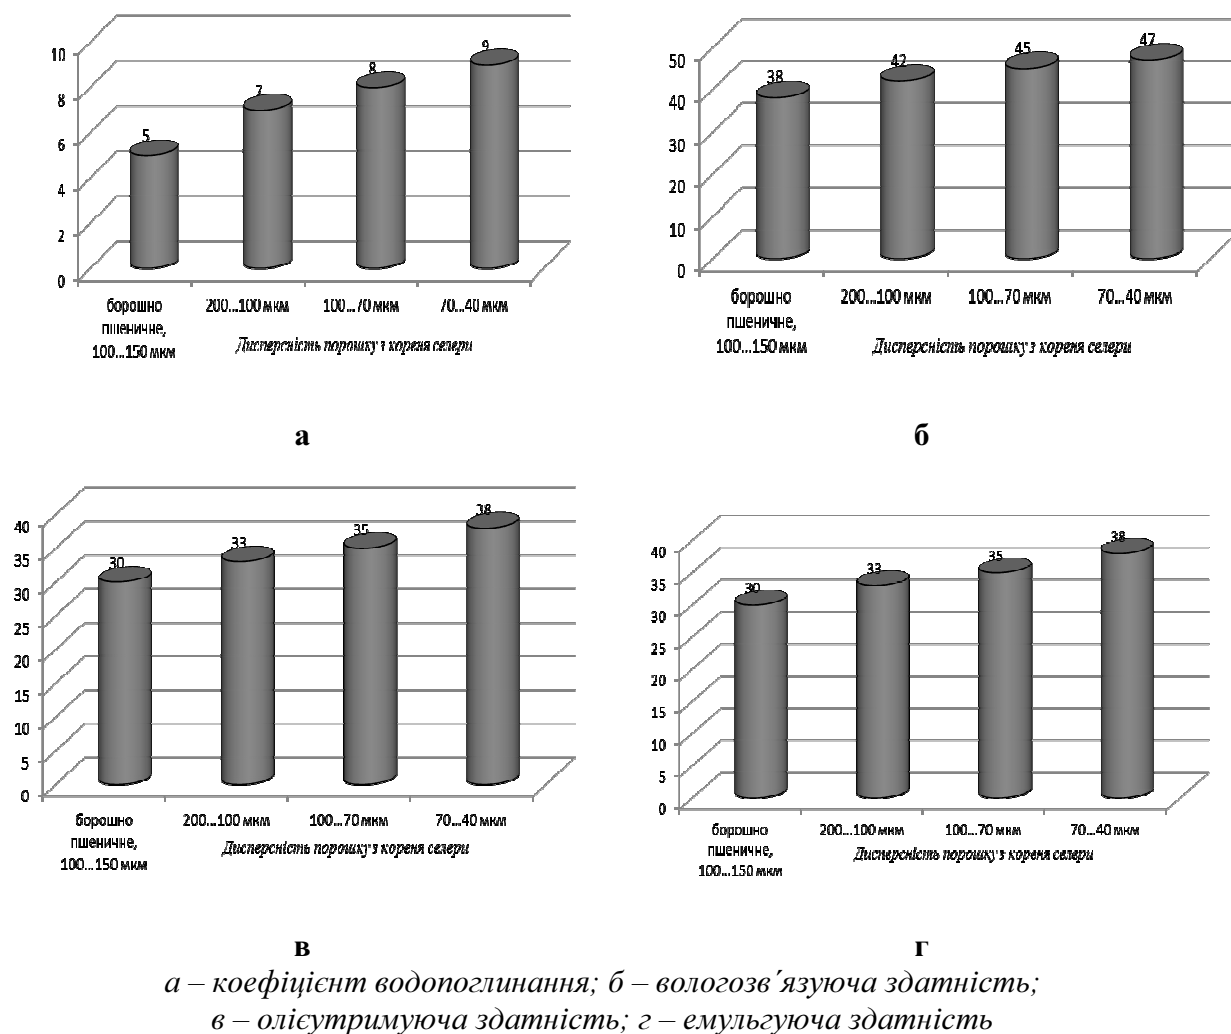 10
8
6
4
2
0
5
7
8
9
борошно
пшеничне,
100...150 мкм
200...100 мкм
100...70 мкм
70...40 мкм
Дисперсність порошку з кореня селери
а
50
40
30
20
10
0
38
42
45
47
борошно
пшеничне,
100...150 мкм
200...100 мкм
100...70 мкм
70...40 мкм
Дисперсність порошку з кореня селери
б
40
35
30
25
20
15
10
5
0
30
33
35
38
борошно
пшеничне,
100...150 мкм
200...100 мкм
100...70 мкм
70...40 мкм
Дисперсність порошку з кореня селери
в
40
35
30
25
20
15
10
5
0
30
33
35
38
борошно
пшеничне,
100...150 мкм
200...100 мкм
100...70 мкм
70...40 мкм
Дисперсність порошку з кореня селери
г
а – коефіцієнт водопоглинання; б – вологозв´язуюча здатність;
в – олієутримуюча здатність; г – емульгуюча здатність